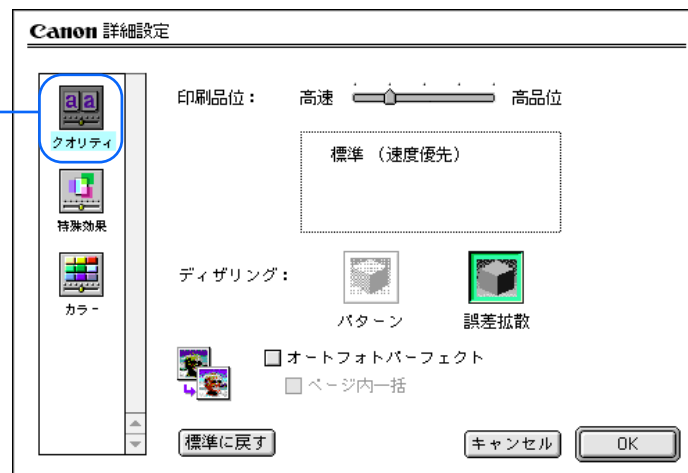 Canon 詳細設定
クオリティ
特殊効果
カラー
印刷品位： 高速 高品位
標準 （速度優先）
ディザリング：
パターン 誤差拡散
オートフォトパーフェクト
ページ内一括
標準に戻す キャンセル OK